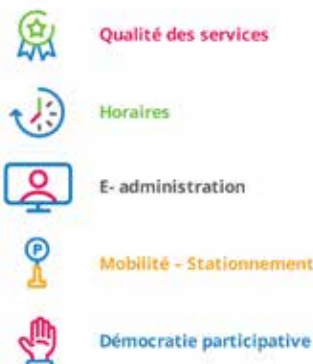 Qualité des services
Horaires
E- administration
P
Mobilité - Stationnement
Démocratie participative